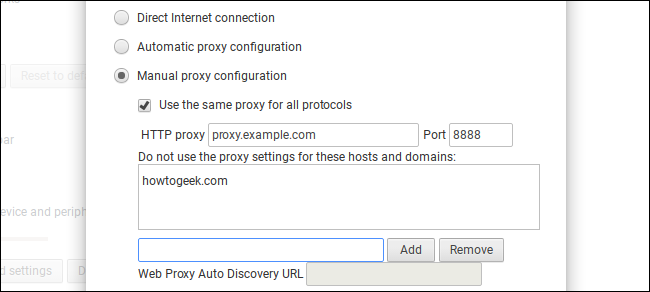 Direct Internet connection
Automatic proxy configuration
Manual proxy configuration
Reset to def
Use the same proxy for all protocols
HTTP proxy proxy.example.com Port 8888
Do not use the proxy settings for these hosts and domains:
howtogeek.com
evice and periph
Add Remove
d settings Web Proxy Auto Discovery URL